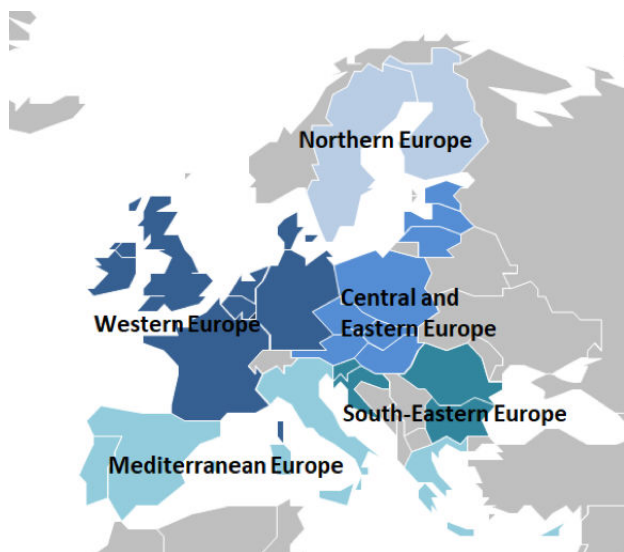 Northern Europe
Central and
Eastern Europe
Western Europe
South-Eastern Europe
Mediterranean Europe